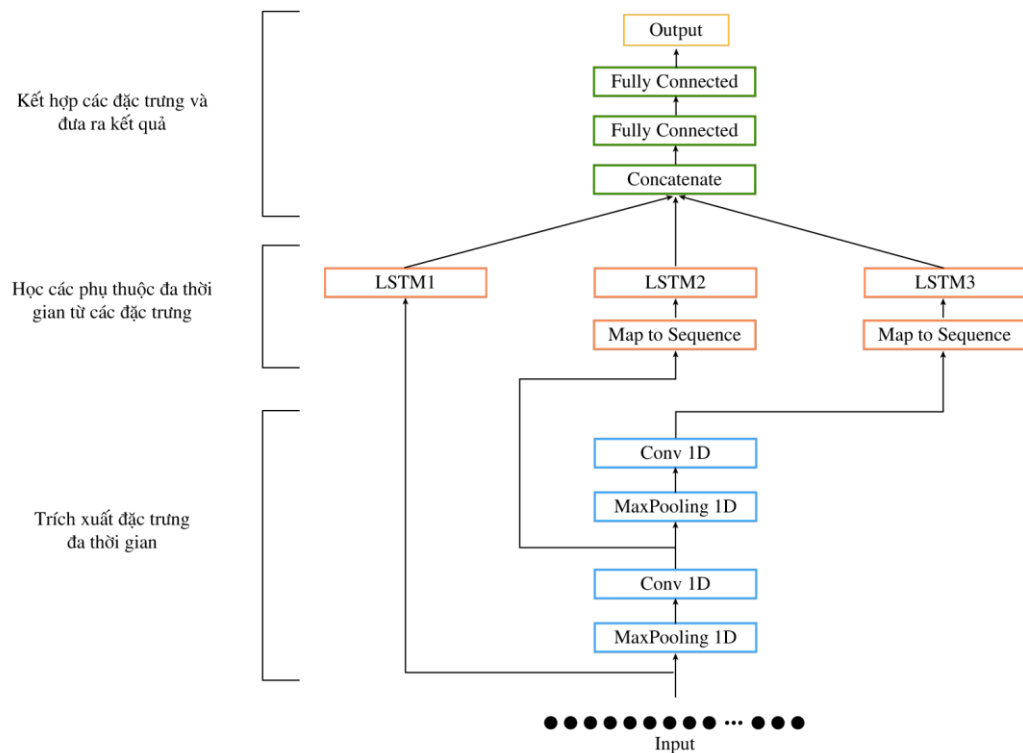 Output
Fully Connected
Kết hợp các đặc trưng và
đưa ra kết quả
Fully Connected
Concatenate
LSTM1
LSTM2
LSTM3
Học các phụ thuộc đa thời
gian từ các đặc trưng
Map to Sequence
Map to Sequence
Conv 1D
MaxPooling 1D
Trích xuất đặc trưng
đa thời gian
Conv 1D
MaxPooling 1D
Input